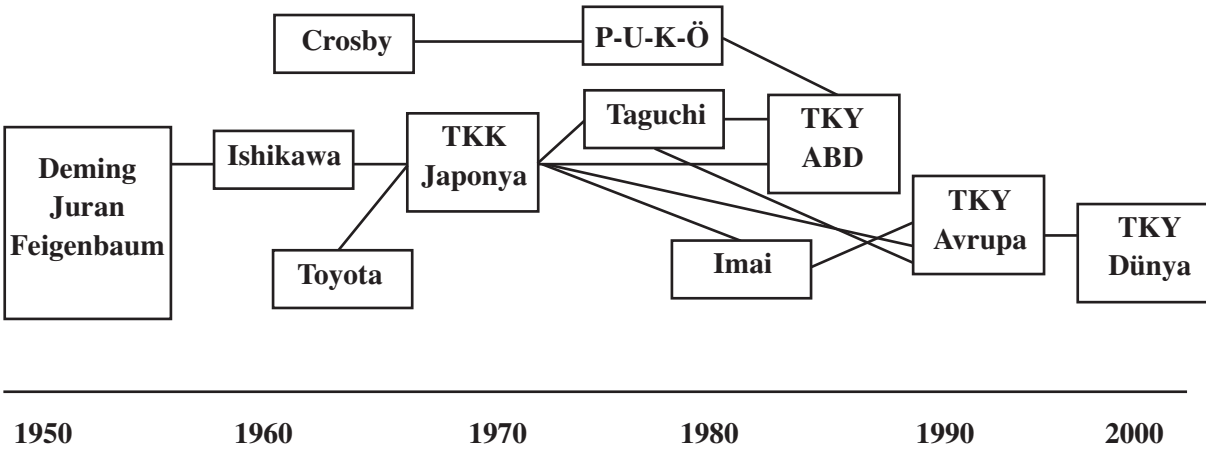 Crosby
P-U-K-Ö
Deming
Juran
Feigenbaum
Ishikawa
Toyota
TKK
Japonya
Taguchi
TKY
ABD
Imai
TKY
Avrupa
TKY
Dünya
1950 1960 1970 1980 1990 2000